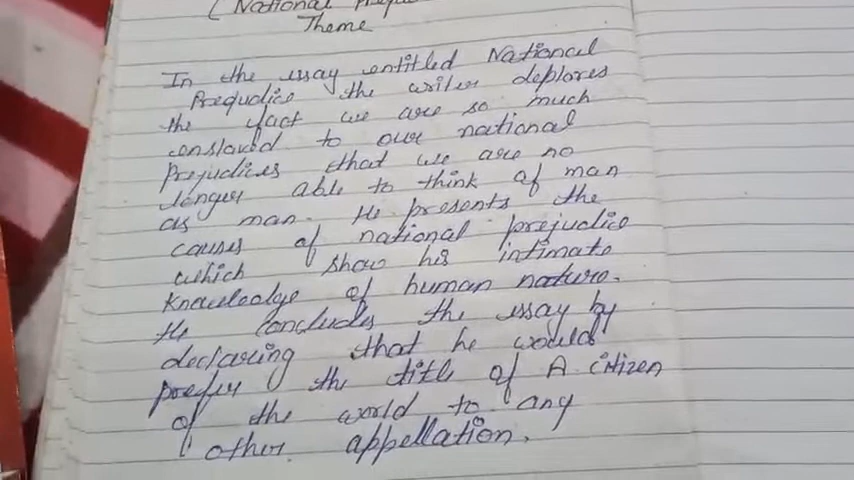 ( National Preju
Theme
In the essay entitled National
Prequdice the writer deplores
the fact we are so much
enslaved to our national
Prejudices that we are no
longer able to think of man
as man. He presents the
causes of national prejudice
which show his intimate
knowledge of human nature.
He concludes the essay by
declaring that he would
prefer the title of A citizen
of the world to any
other appellation.